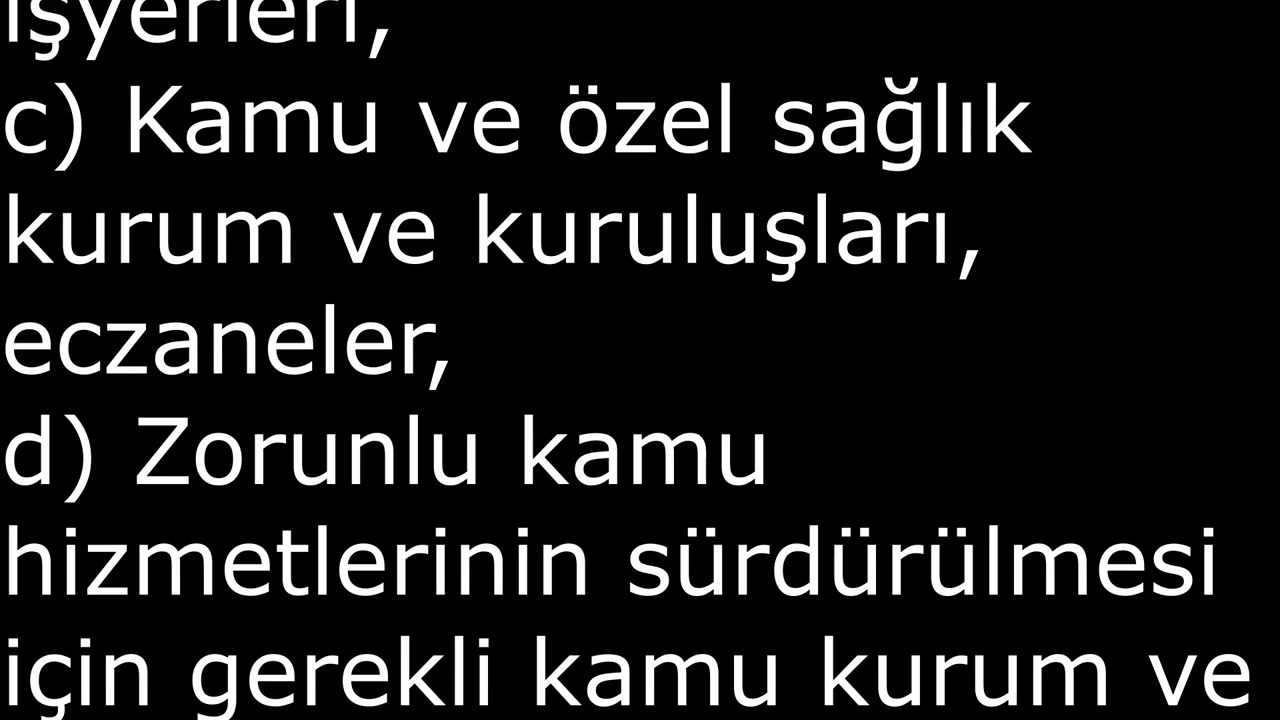 işyerleri,
c) Kamu ve özel sağlık
kurum ve kuruluşları,
eczaneler,
d) Zorunlu kamu
hizmetlerinin sürdürülmesi
için gerekli kamu kurum ve